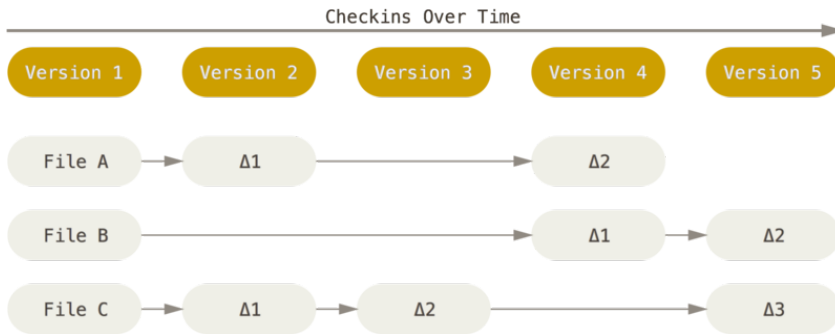 Checkins Over Time
Version 1 Version 2 Version 3 Version 4 Version 5
File A Δ1 Δ2
File B Δ1 Δ2
File C Δ1 Δ2 Δ3